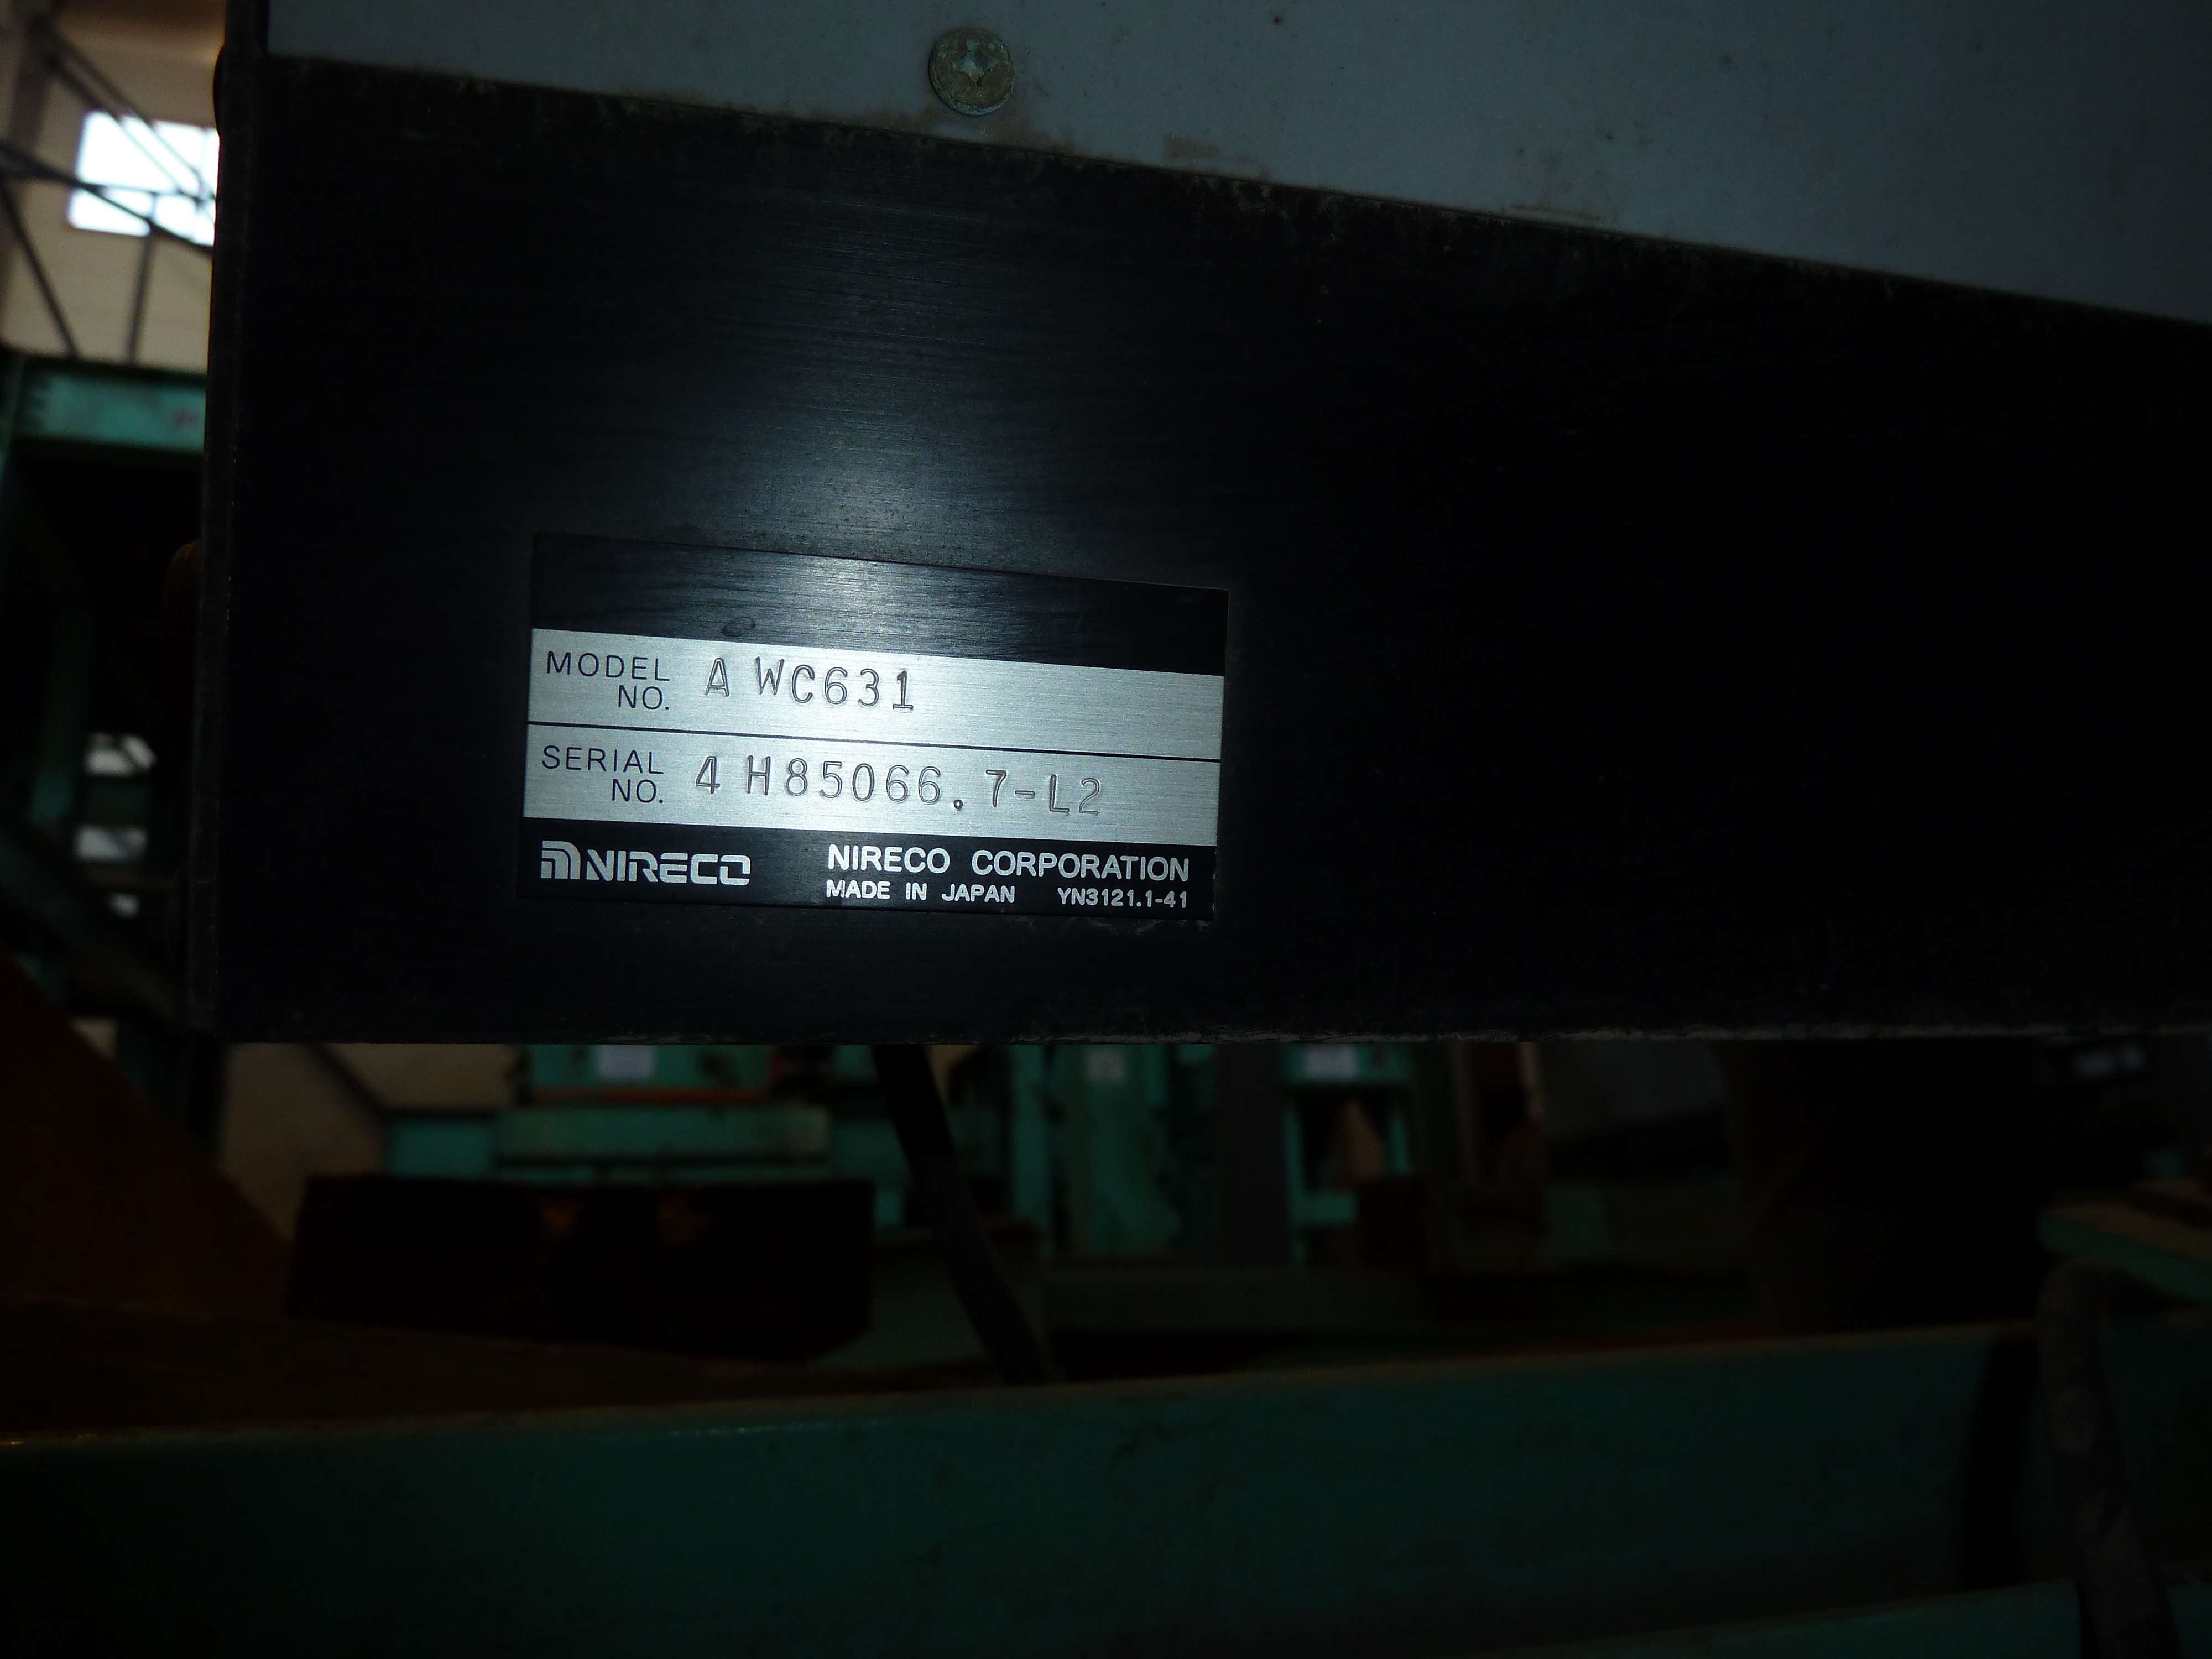 MODEL NO. A WC631
SERIAL NO. 4 H85066.7-L2
NIRECO NIRECO CORPORATION
MADE IN JAPAN YN3121.1-41